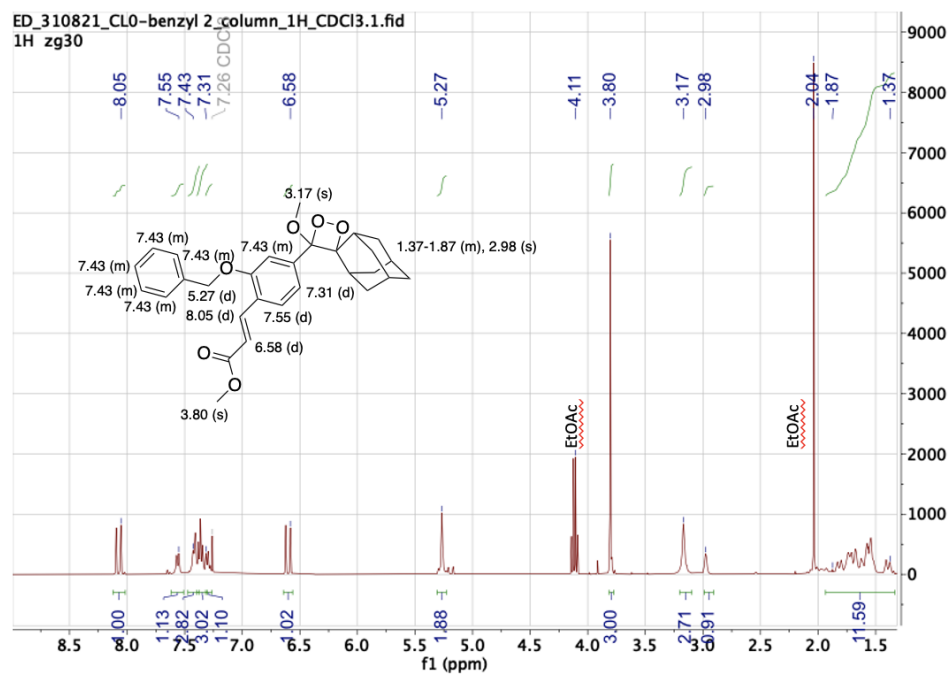 ED_310821_CL0-benzyl 2_column_1H_CDCl3.1.fid
1H zg30
8.05
7.55
7.43
7.31
7.26 CDCl3
6.58
5.27
4.11
3.80
3.17
2.98
2.04
1.87
1.37
9000
8000
7000
6000
5000
4000
3000
2000
1000
0
3.17 (s)
O
O
O
7.43 (m)
7.43 (m)
7.43 (m)
1.37-1.87 (m), 2.98 (s)
7.43 (m)
O
7.43 (m)
5.27 (d)
7.31 (d)
7.43 (m)
8.05 (d)
7.55 (d)
6.58 (d)
O
O
3.80 (s)
EtOAc
EtOAc
1.00
1.13
2.82
3.02
1.10
1.02
1.88
3.00
2.71
0.91
11.59
8.5
8.0
7.5
7.0
6.5
6.0
5.5
5.0
4.5
4.0
3.5
3.0
2.5
2.0
1.5
f1 (ppm)